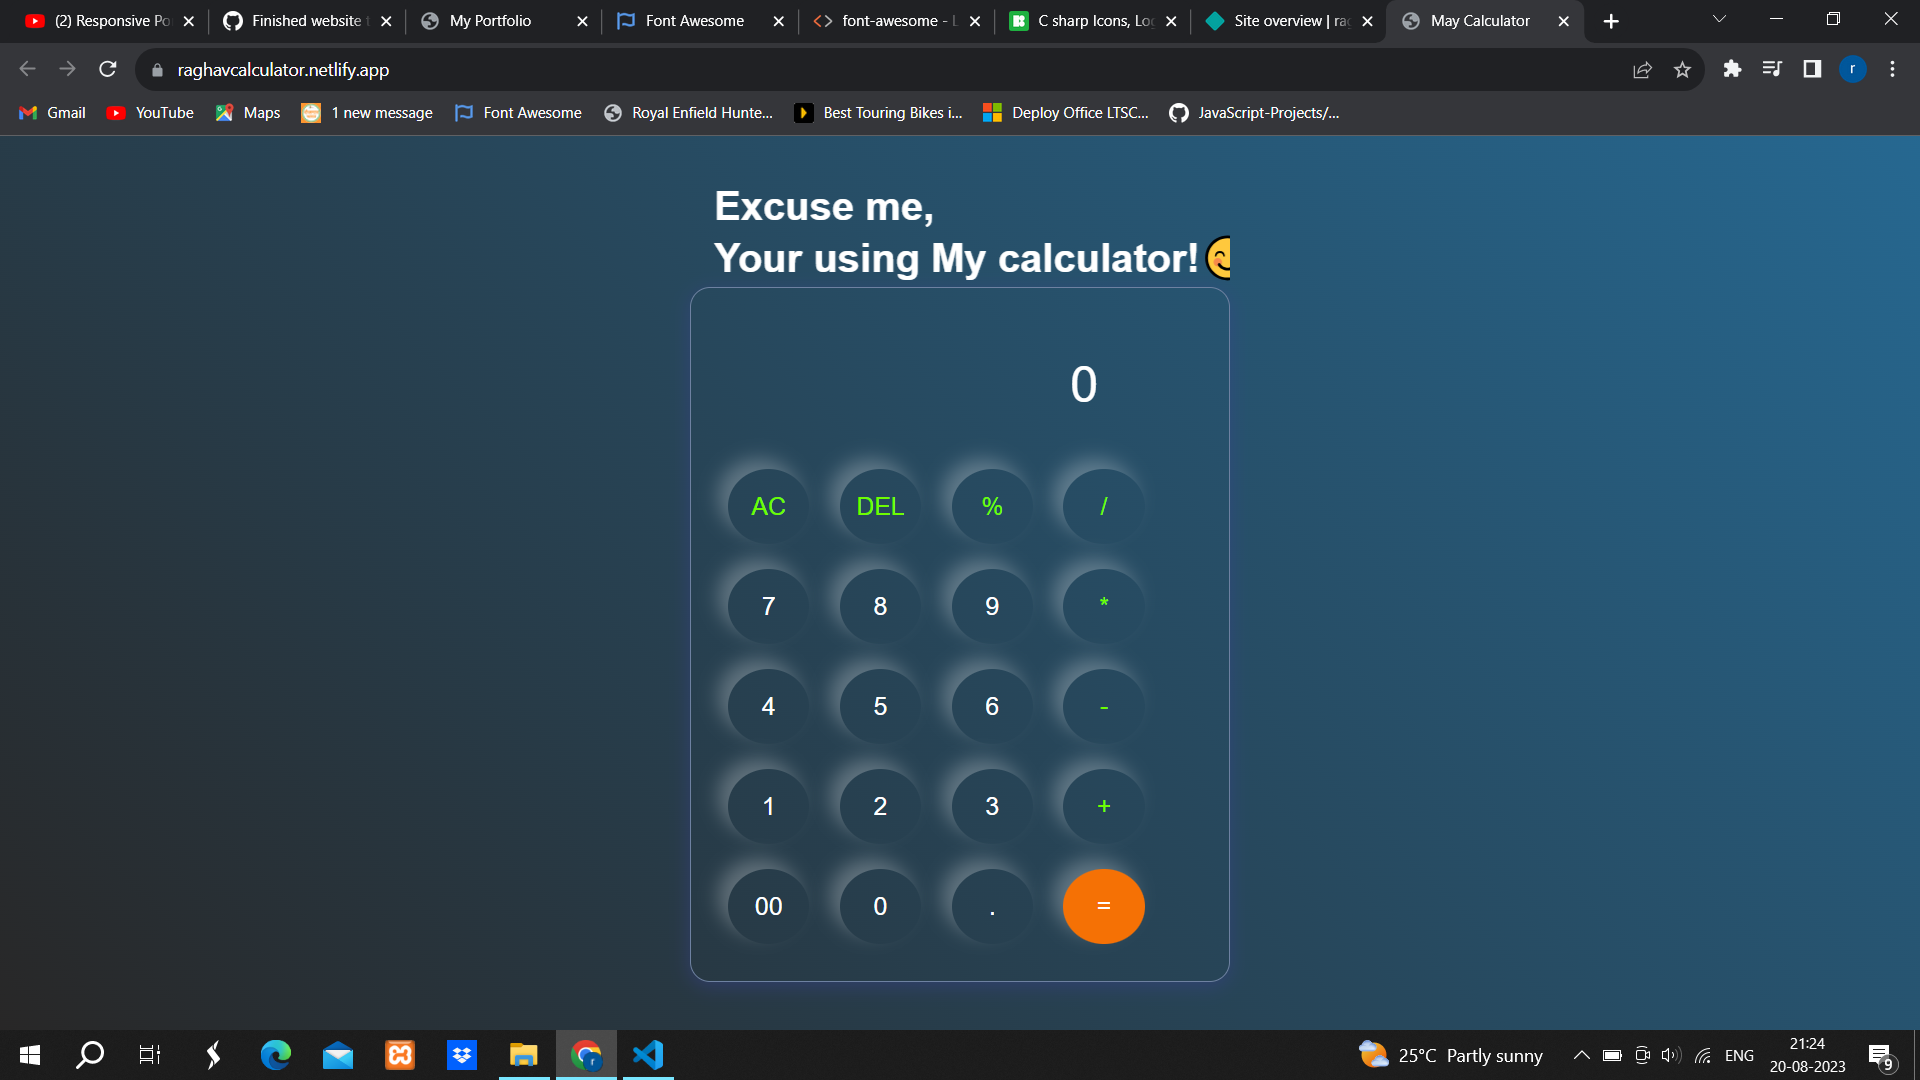 (2) Responsive Po
Finished website t
My Portfolio
Font Awesome
font-awesome - L
C sharp Icons, Lo
Site overview | rag
May Calculator
raghavcalculator.netlify.app
r
Gmail
YouTube
Maps
1 new message
Font Awesome
Royal Enfield Hunte...
Best Touring Bikes i...
Deploy Office LTSC...
JavaScript-Projects/...
Excuse me,
Your using My calculator!😊
0
AC DEL % /
7 8 9 *
4 5 6 -
1 2 3 +
00 0 . =
25°C Partly sunny
ENG
21:24
20-08-2023
9